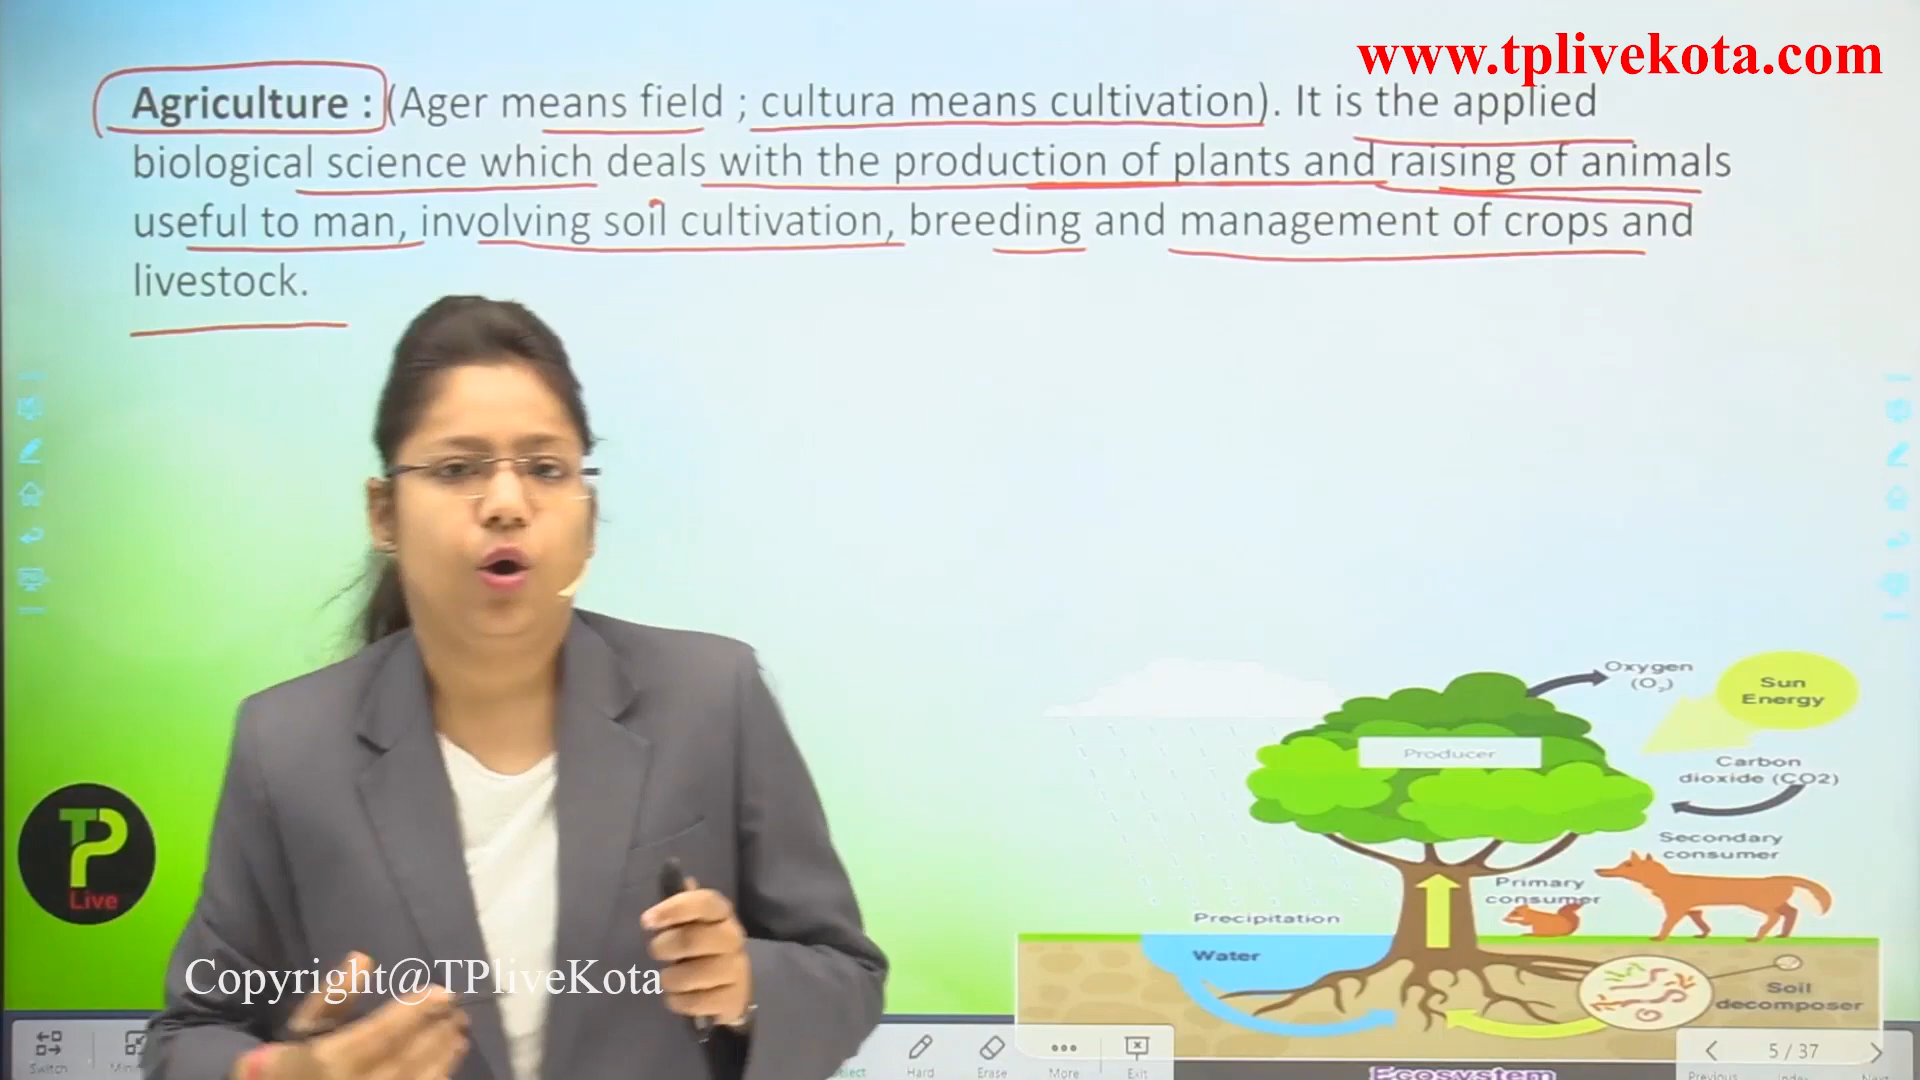 www.tplivekota.com
Agriculture : (Ager means field ; cultura means cultivation). It is the applied
biological science which deals with the production of plants and raising of animals
useful to man, involving soil cultivation, breeding and management of crops and
livestock.
Oxygen
(O2)
Sun
Energy
Producer
Carbon
dioxide (CO2)
Secondary
consumer
Primary
consumer
Precipitation
Water
Soil
decomposer
TP
Live
Copyright@TPliveKota
Switch
Hard
Erase
More
Exit
5 / 37
Previous
Ecosystem